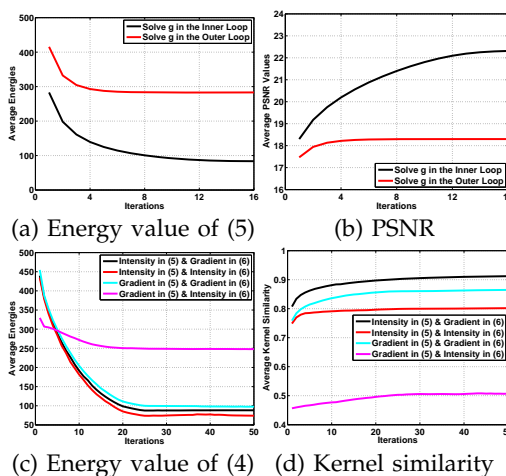 500
400
300
200
100
0
0
4
8
12
16
Average Energies
Iterations
Solve g in the Inner Loop
Solve g in the Outer Loop
(a) Energy value of (5)
23
22
21
20
19
18
17
16
15
0
4
8
12
16
Average PSNR Values
Iterations
Solve g in the Inner Loop
Solve g in the Outer Loop
(b) PSNR
500
450
400
350
300
250
200
150
100
50
0
10
20
30
40
50
Average Energies
Iterations
Intensity in (5) & Gradient in (6)
Intensity in (5) & Intensity in (6)
Gradient in (5) & Gradient in (6)
Gradient in (5) & Intensity in (6)
(c) Energy value of (4)
1
0.9
0.8
0.7
0.6
0.5
0.4
0
10
20
30
40
50
Average Kernel Similarity
Iterations
Intensity in (5) & Gradient in (6)
Intensity in (5) & Intensity in (6)
Gradient in (5) & Gradient in (6)
Gradient in (5) & Intensity in (6)
(d) Kernel similarity